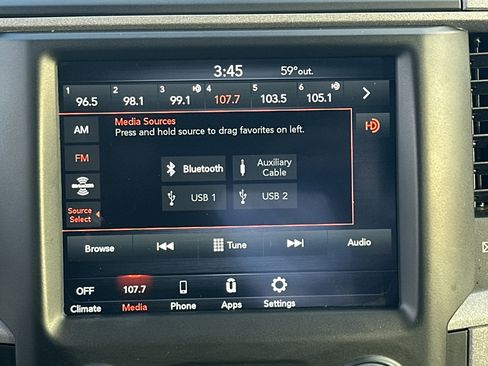 3:45 59°out.
1 2 3 4 5 6
96.5 98.1 99.1 107.7 103.5 105.1
AM
Media Sources
Press and hold source to drag favorites on left.
FM
Bluetooth Auxiliary
Cable
USB 1 USB 2
Source
Select
Browse Tune Audio
OFF 107.7
Climate Media Phone Apps Settings